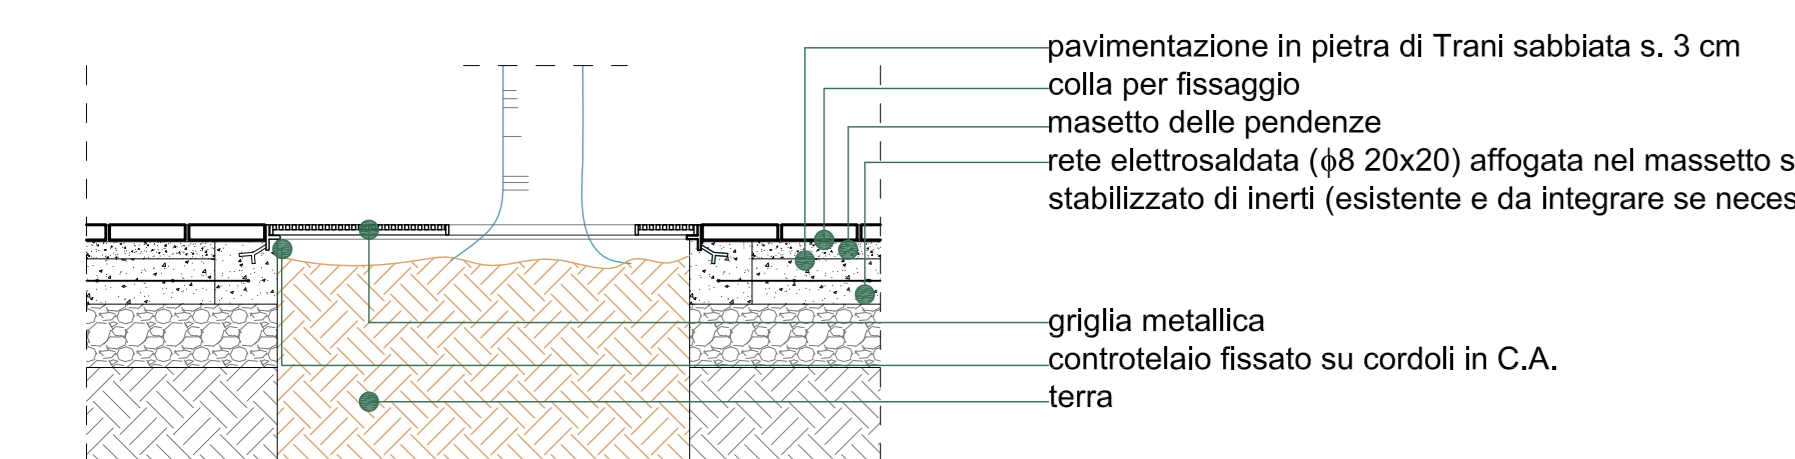 pavimentazione in pietra di Trani sabbiata s. 3 cm
colla per fissaggio
masetto delle pendenze
rete elettrosaldata (ϕ8 20x20) affogata nel massetto s
stabilizzato di inerti (esistente e da integrare se neces
griglia metallica
controtelaio fissato su cordoli in C.A.
terra